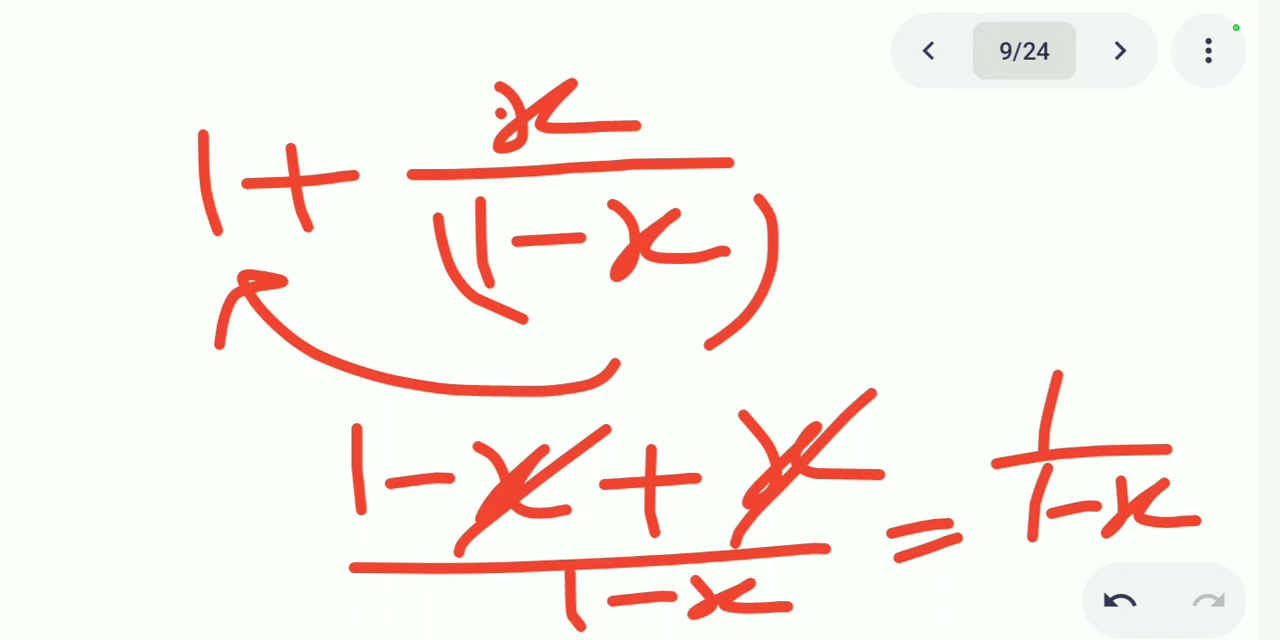 9/24
1 + x/(1 - x)
(1 - x + x)/(1 - x) = 1/(1 - x)